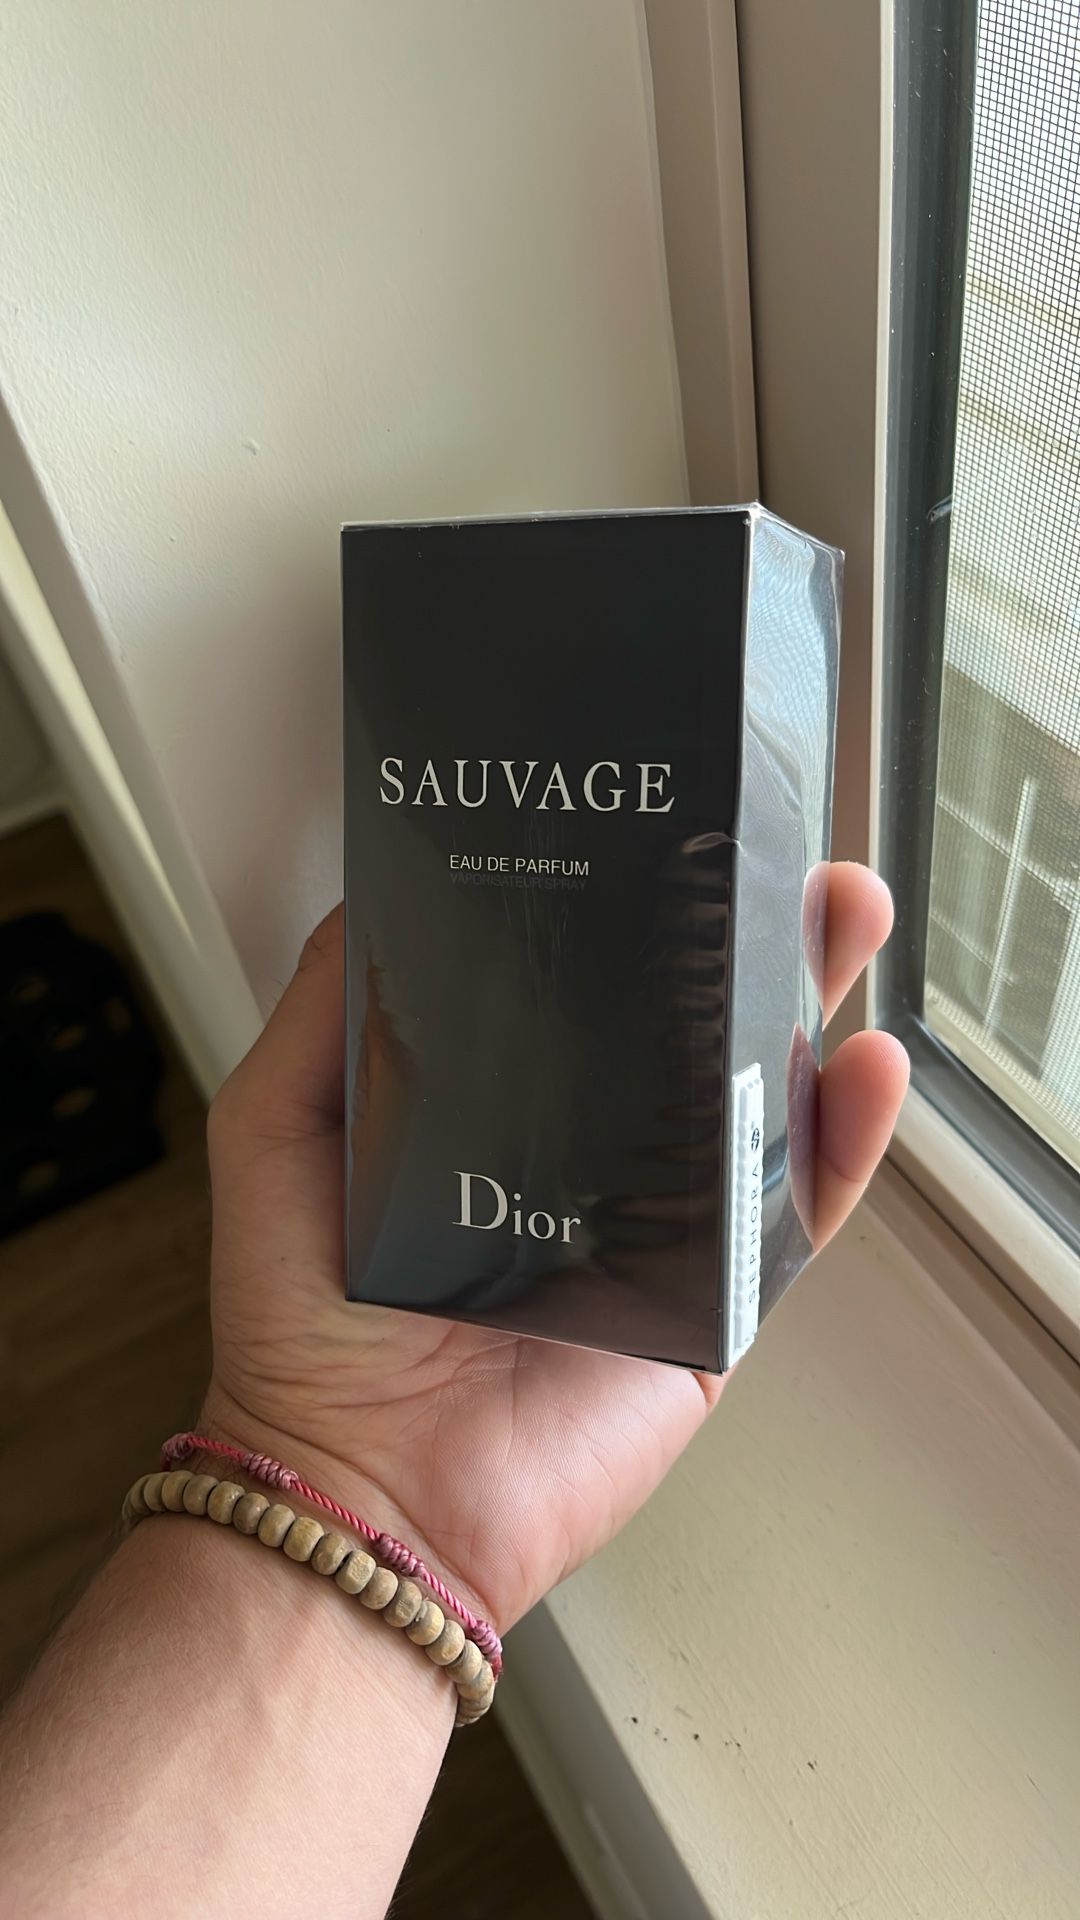 SAUVAGE
EAU DE PARFUM
VAPORISATEUR SPRAY
Dior
SEPHORA